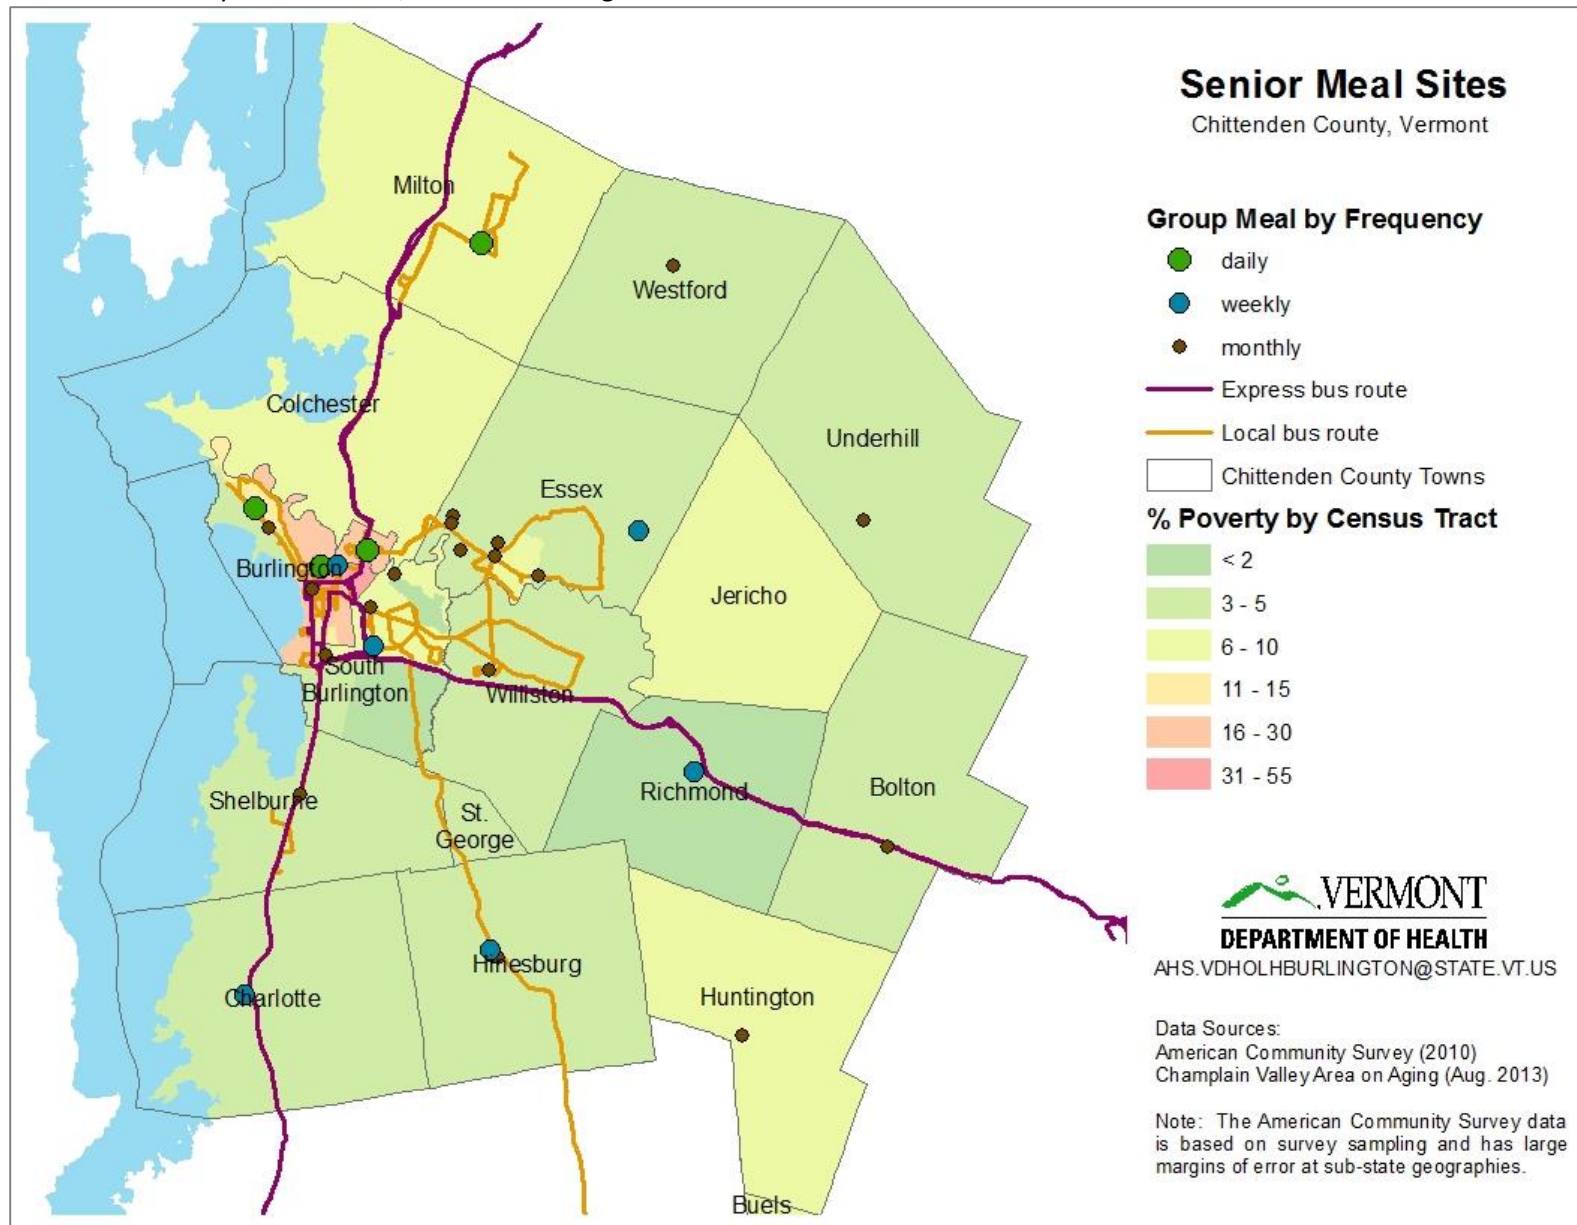 Senior Meal Sites
Chittenden County, Vermont
Group Meal by Frequency
daily
weekly
monthly
Express bus route
Local bus route
Chittenden County Towns
% Poverty by Census Tract
< 2
3 - 5
6 - 10
11 - 15
16 - 30
31 - 55
Milton
Westford
Colchester
Underhill
Essex
Burlington
Jericho
South
Burlington
Williston
Richmond
Bolton
Shelburne
St.
George
Hinesburg
Charlotte
Huntington
Buels
VERMONT
DEPARTMENT OF HEALTH
AHS.VDHOLHBURLINGTON@STATE.VT.US
Data Sources:
American Community Survey (2010)
Champlain Valley Area on Aging (Aug. 2013)
Note: The American Community Survey data
is based on survey sampling and has large
margins of error at sub-state geographies.